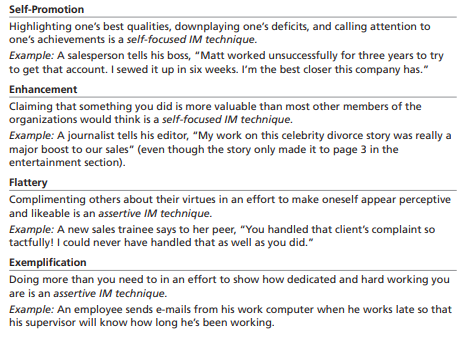 Self-Promotion
Highlighting one’s best qualities, downplaying one’s deficits, and calling attention to
one’s achievements is a self-focused IM technique.
Example: A salesperson tells his boss, “Matt worked unsuccessfully for three years to try
to get that account. I sewed it up in six weeks. I’m the best closer this company has.”
Enhancement
Claiming that something you did is more valuable than most other members of the
organizations would think is a self-focused IM technique.
Example: A journalist tells his editor, “My work on this celebrity divorce story was really a
major boost to our sales” (even though the story only made it to page 3 in the
entertainment section).
Flattery
Complimenting others about their virtues in an effort to make oneself appear perceptive
and likeable is an assertive IM technique.
Example: A new sales trainee says to her peer, “You handled that client’s complaint so
tactfully! I could never have handled that as well as you did.”
Exemplification
Doing more than you need to in an effort to show how dedicated and hard working you
are is an assertive IM technique.
Example: An employee sends e-mails from his work computer when he works late so that
his supervisor will know how long he’s been working.